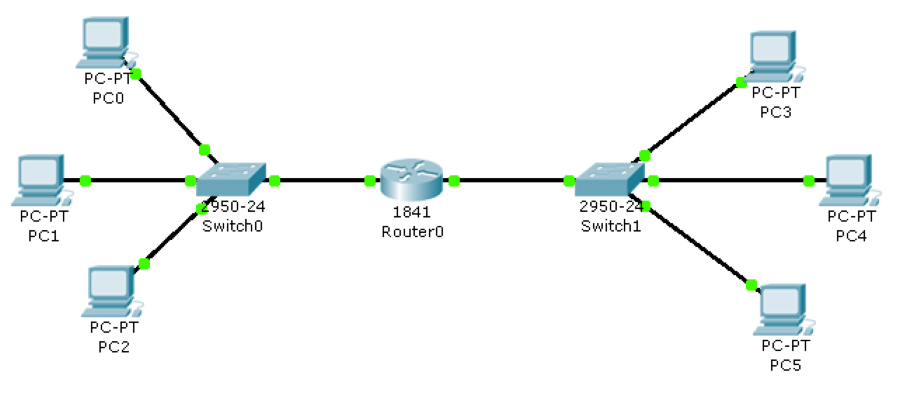 PC-PT
PC0
PC-PT
PC3
PC-PT
PC1
2950-24
Switch0
1841
Router0
2950-24
Switch1
PC-PT
PC4
PC-PT
PC2
PC-PT
PC5